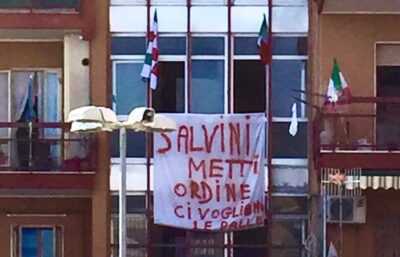 SALVINI
METTI
ORDINE
CI VOGLIONO
LE PALLE